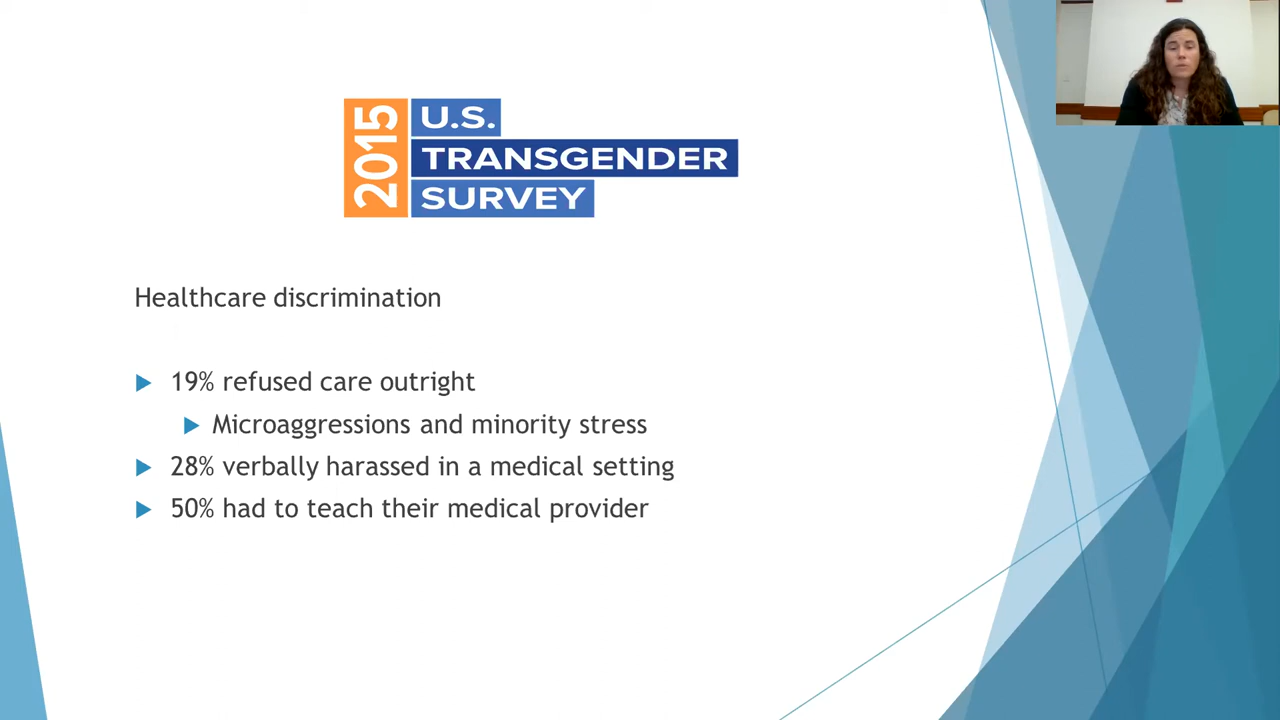 2015
U.S.
TRANSGENDER
SURVEY
Healthcare discrimination
19% refused care outright
Microaggressions and minority stress
28% verbally harassed in a medical setting
50% had to teach their medical provider